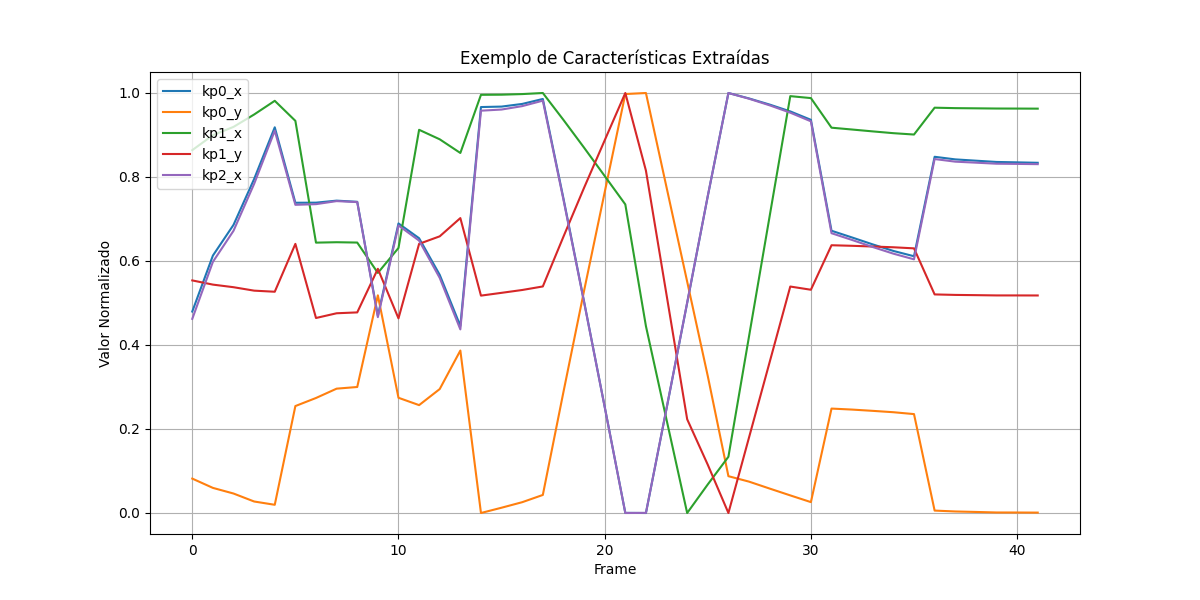 Exemplo de Características Extraídas
kp0_x
kp0_y
kp1_x
kp1_y
kp2_x
Valor Normalizado
1.0
0.8
0.6
0.4
0.2
0.0
0
10
20
30
40
Frame